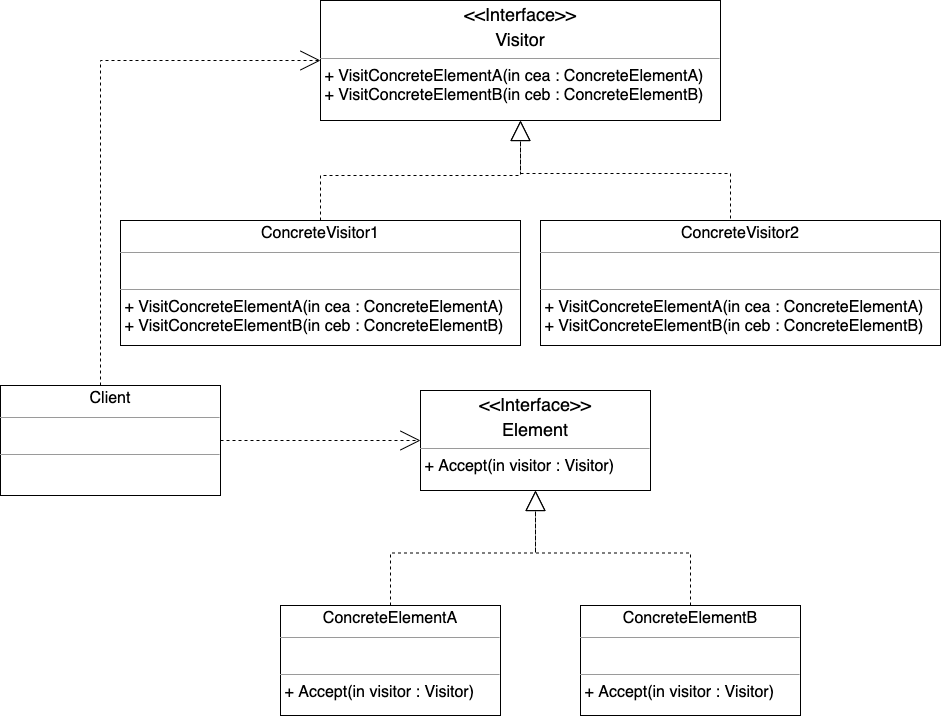 <<Interface>>
Visitor
+ VisitConcreteElementA(in cea : ConcreteElementA)
+ VisitConcreteElementB(in ceb : ConcreteElementB)
ConcreteVisitor1
+ VisitConcreteElementA(in cea : ConcreteElementA)
+ VisitConcreteElementB(in ceb : ConcreteElementB)
ConcreteVisitor2
+ VisitConcreteElementA(in cea : ConcreteElementA)
+ VisitConcreteElementB(in ceb : ConcreteElementB)
Client
<<Interface>>
Element
+ Accept(in visitor : Visitor)
ConcreteElementA
+ Accept(in visitor : Visitor)
ConcreteElementB
+ Accept(in visitor : Visitor)